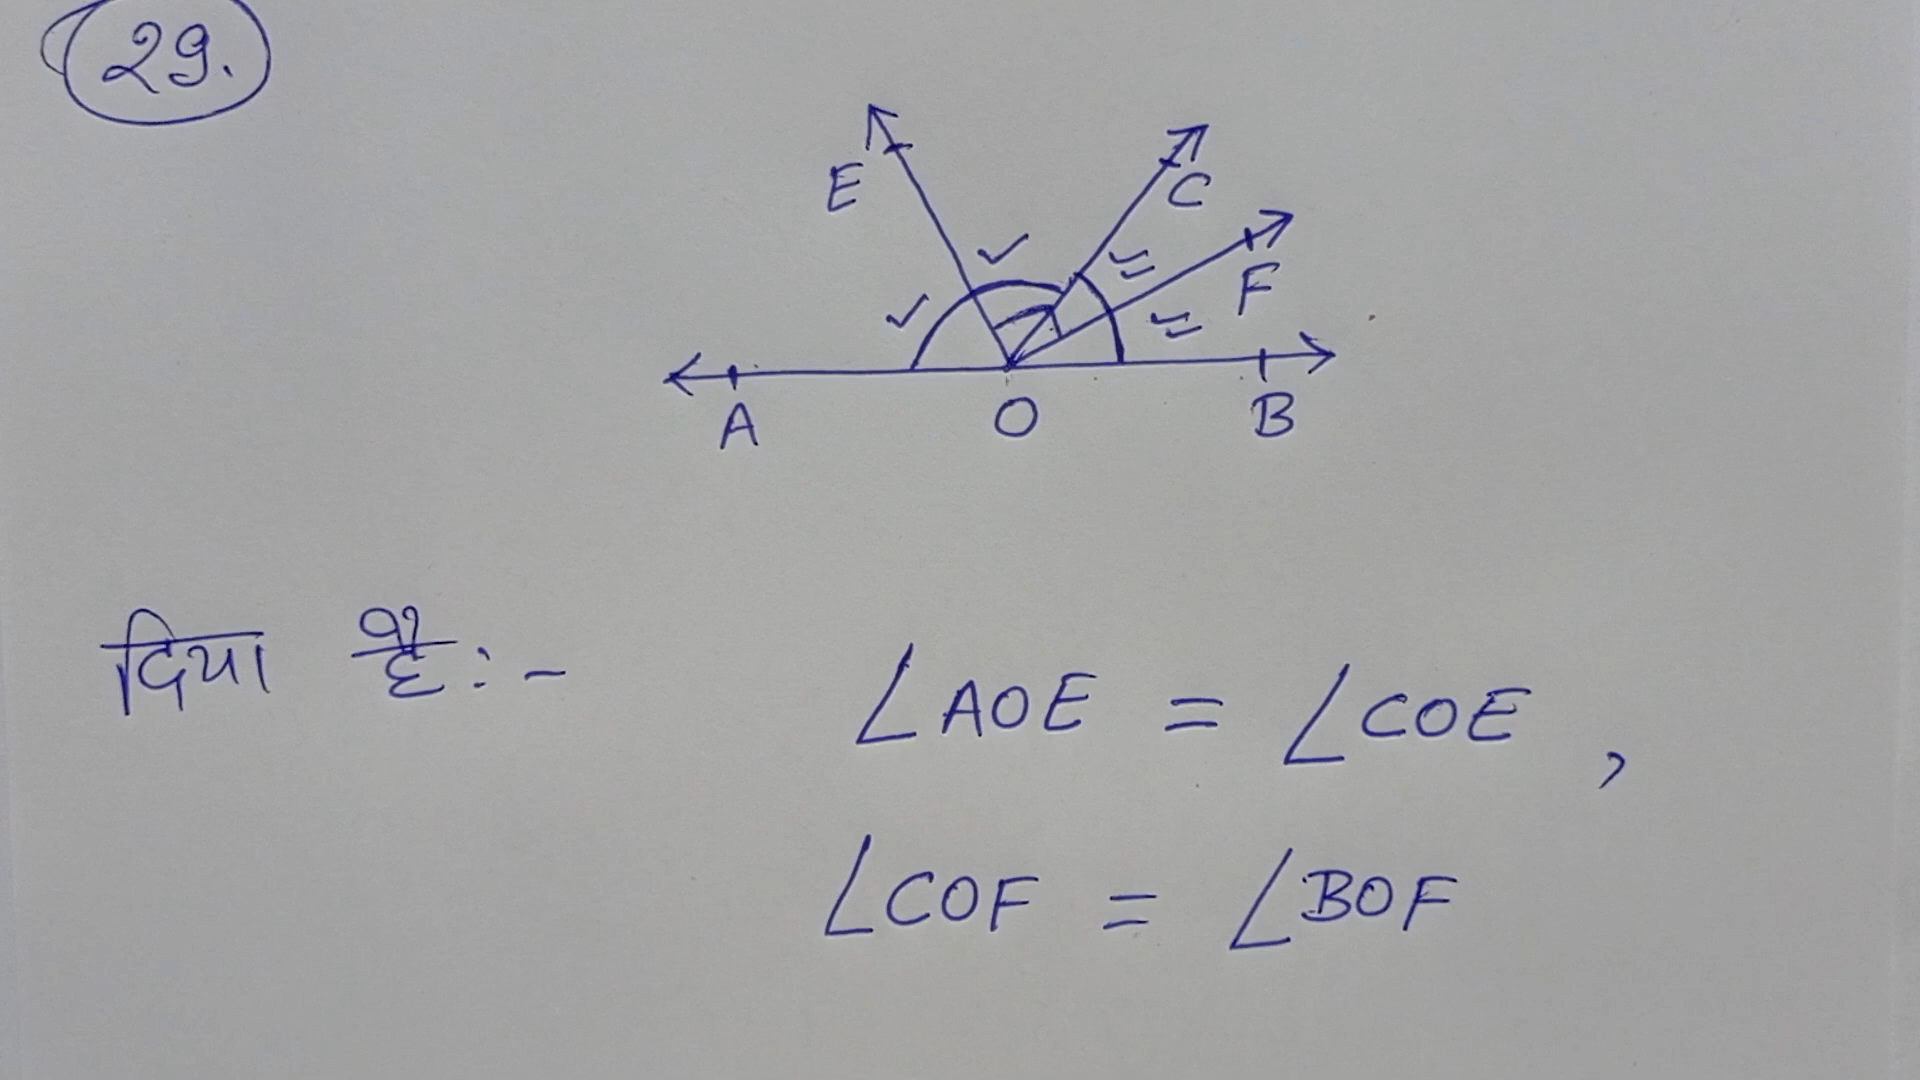 29.
E
C
F
A O B
दिया है :- ∠AOE = ∠COE ,
∠COF = ∠BOF